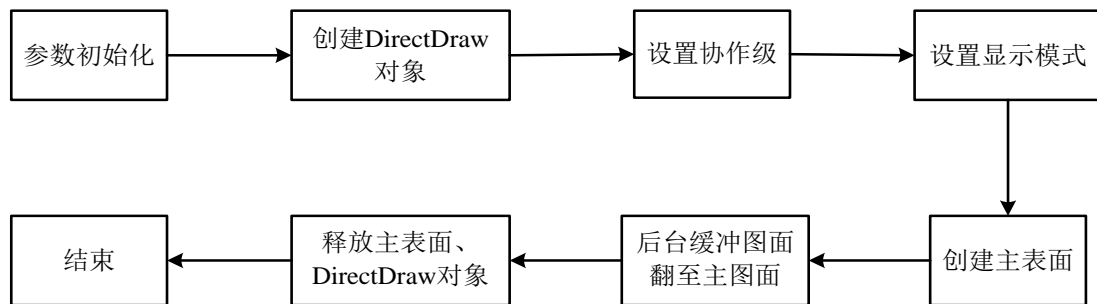 参数初始化
创建DirectDraw
对象
设置协作级
设置显示模式
创建主表面
后台缓冲图面
翻至主图面
释放主表面、
DirectDraw对象
结束